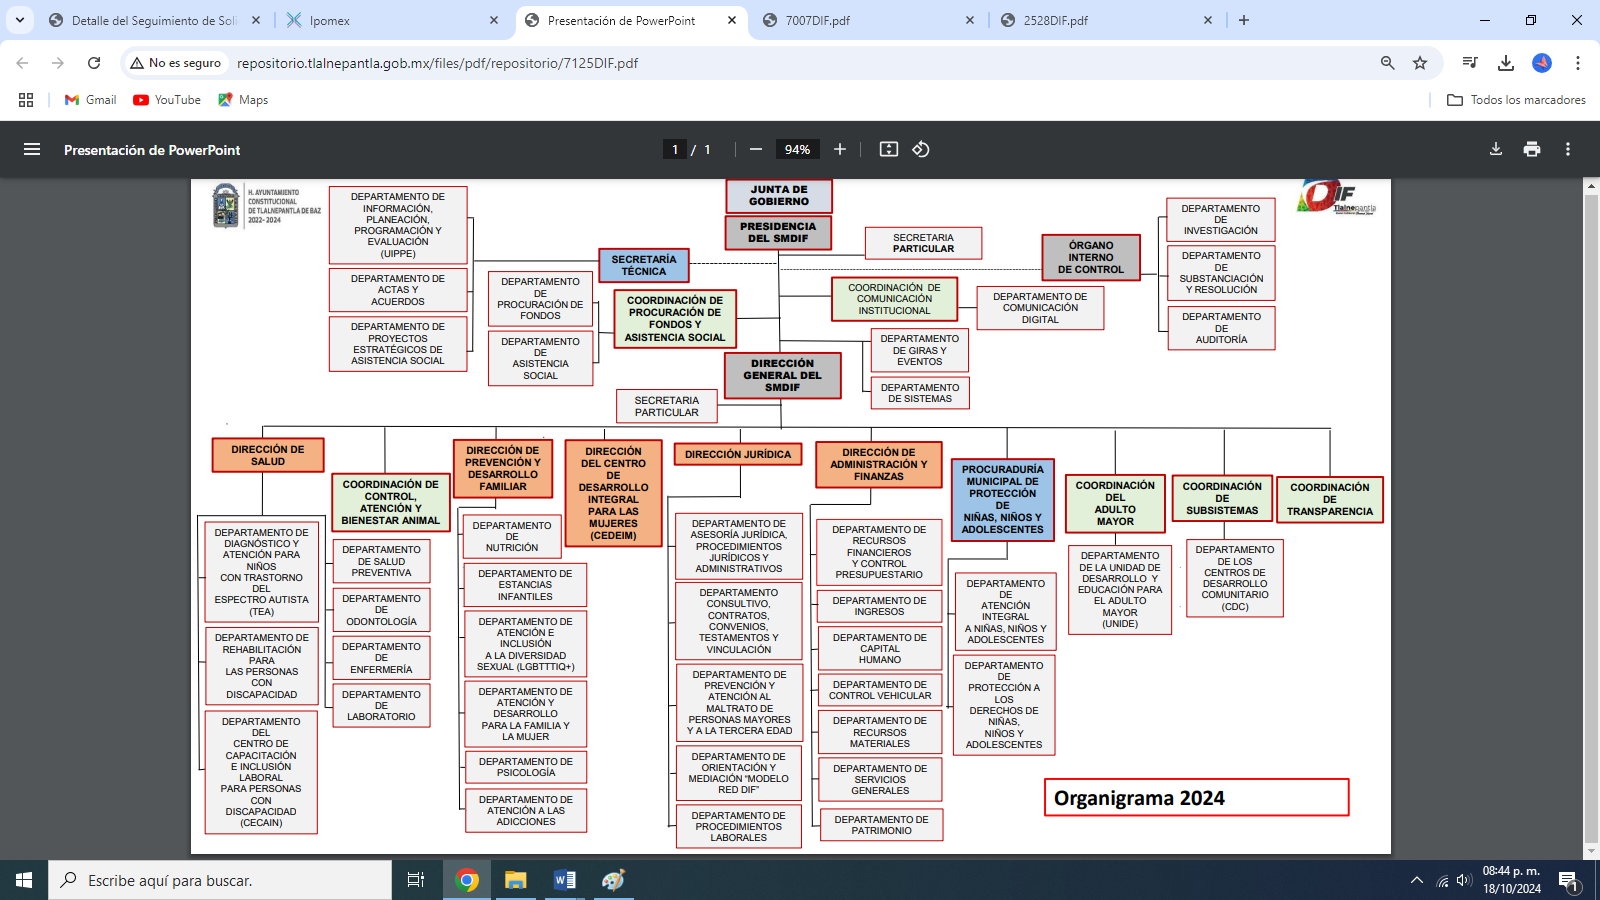 Detalle del Seguimiento de Soli
Ipomex
Presentación de PowerPoint
7007DIF.pdf
2528DIF.pdf
No es seguro
repositorio.tlalnepantla.gob.mx/files/pdf/repositorio/7125DIF.pdf
Gmail
YouTube
Maps
Todos los marcadores
Presentación de PowerPoint
1 / 1
94%
H. AYUNTAMIENTO
CONSTITUCIONAL
DE TLALNEPANTLA DE BAZ
2022- 2024
DEPARTAMENTO DE
INFORMACIÓN,
PLANEACIÓN,
PROGRAMACIÓN Y
EVALUACIÓN
(UIPPE)
DEPARTAMENTO DE
ACTAS Y
ACUERDOS
DEPARTAMENTO DE
PROYECTOS
ESTRATÉGICOS DE
ASISTENCIA SOCIAL
DEPARTAMENTO
DE
PROCURACIÓN DE
FONDOS
DEPARTAMENTO
DE
ASISTENCIA
SOCIAL
SECRETARÍA
TÉCNICA
COORDINACIÓN DE
PROCURACIÓN DE
FONDOS Y
ASISTENCIA SOCIAL
JUNTA DE
GOBIERNO
PRESIDENCIA
DEL SMDIF
SECRETARIA
PARTICULAR
COORDINACIÓN DE
COMUNICACIÓN
INSTITUCIONAL
DEPARTAMENTO DE
COMUNICACIÓN
DIGITAL
DEPARTAMENTO
DE GIRAS Y
EVENTOS
DEPARTAMENTO
DE SISTEMAS
ÓRGANO
INTERNO
DE CONTROL
DEPARTAMENTO
DE
INVESTIGACIÓN
DEPARTAMENTO
DE
SUBSTANCIACIÓN
Y RESOLUCIÓN
DEPARTAMENTO
DE
AUDITORÍA
DIF
Tlalnepantla
DIRECCIÓN
GENERAL DEL
SMDIF
SECRETARIA
PARTICULAR
DIRECCIÓN DE
SALUD
DEPARTAMENTO DE
DIAGNÓSTICO Y
ATENCIÓN PARA
NIÑOS
CON TRASTORNO
DEL
ESPECTRO AUTISTA
(TEA)
DEPARTAMENTO DE
REHABILITACIÓN
PARA
LAS PERSONAS
CON
DISCAPACIDAD
DEPARTAMENTO
DEL
CENTRO DE
CAPACITACIÓN
E INCLUSIÓN
LABORAL
PARA PERSONAS
CON
DISCAPACIDAD
(CECAIN)
COORDINACIÓN DE
CONTROL,
ATENCIÓN Y
BIENESTAR ANIMAL
DEPARTAMENTO
DE SALUD
PREVENTIVA
DEPARTAMENTO
DE
ODONTOLOGÍA
DEPARTAMENTO
DE
ENFERMERÍA
DEPARTAMENTO
DE
LABORATORIO
DIRECCIÓN DE
PREVENCIÓN Y
DESARROLLO
FAMILIAR
DEPARTAMENTO
DE
NUTRICIÓN
DEPARTAMENTO DE
ESTANCIAS
INFANTILES
DEPARTAMENTO DE
ATENCIÓN E
INCLUSIÓN
A LA DIVERSIDAD
SEXUAL (LGBTTTIQ+)
DEPARTAMENTO DE
ATENCIÓN Y
DESARROLLO
PARA LA FAMILIA Y
LA MUJER
DEPARTAMENTO DE
PSICOLOGÍA
DEPARTAMENTO DE
ATENCIÓN A LAS
ADICCIONES
DIRECCIÓN
DEL CENTRO
DE
DESARROLLO
INTEGRAL
PARA LAS
MUJERES
(CEDEIM)
DIRECCIÓN JURÍDICA
DEPARTAMENTO DE
ASESORÍA JURÍDICA,
PROCEDIMIENTOS
JURÍDICOS Y
ADMINISTRATIVOS
DEPARTAMENTO
CONSULTIVO,
CONTRATOS,
CONVENIOS,
TESTAMENTOS Y
VINCULACIÓN
DEPARTAMENTO DE
PREVENCIÓN Y
ATENCIÓN AL
MALTRATO DE
PERSONAS MAYORES
Y A LA TERCERA EDAD
DEPARTAMENTO DE
ORIENTACIÓN Y
MEDIACIÓN “MODELO
RED DIF”
DEPARTAMENTO DE
PROCEDIMIENTOS
LABORALES
DIRECCIÓN DE
ADMINISTRACIÓN Y
FINANZAS
DEPARTAMENTO DE
RECURSOS
FINANCIEROS
Y CONTROL
PRESUPUESTARIO
DEPARTAMENTO DE
INGRESOS
DEPARTAMENTO DE
CAPITAL
HUMANO
DEPARTAMENTO DE
CONTROL VEHICULAR
DEPARTAMENTO DE
RECURSOS
MATERIALES
DEPARTAMENTO DE
SERVICIOS
GENERALES
DEPARTAMENTO DE
PATRIMONIO
PROCURADURÍA
MUNICIPAL DE
PROTECCIÓN
DE
NIÑAS, NIÑOS Y
ADOLESCENTES
DEPARTAMENTO
DE
ATENCIÓN
INTEGRAL
A NIÑAS, NIÑOS Y
ADOLESCENTES
DEPARTAMENTO
DE
PROTECCIÓN A
LOS
DERECHOS DE
NIÑAS,
NIÑOS Y
ADOLESCENTES
COORDINACIÓN
DEL
ADULTO
MAYOR
DEPARTAMENTO
DE LA UNIDAD DE
DESARROLLO Y
EDUCACIÓN PARA
EL ADULTO
MAYOR
(UNIDE)
COORDINACIÓN
DE
SUBSISTEMAS
DEPARTAMENTO
DE LOS
CENTROS DE
DESARROLLO
COMUNITARIO
(CDC)
COORDINACIÓN
DE
TRANSPARENCIA
Organigrama 2024
Escribe aquí para buscar.
08:44 p. m.
18/10/2024
1